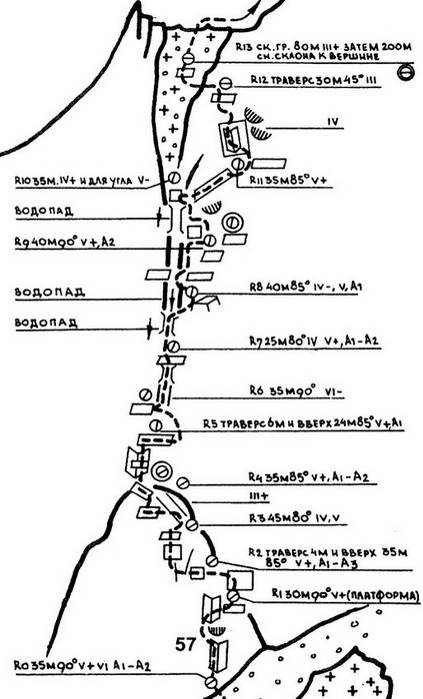 R13 СК. ГР. 80М III+ ЗАТЕМ 200М
СН. СКЛОНА К ВЕРШИНЕ
R12 ТРАВЕРС 30М 45° III
IV
R10 35М. IV+ И ДЛЯ УГЛА V-
R11 35М 85° V+
ВОДОПАД
R9 40М 90° V+, А2
R8 40М 85° IV-, V, А1
ВОДОПАД
ВОДОПАД
R7 25М 80° IV V+, А1-А2
R6 35М 90° VI-
R5 ТРАВЕРС 6М И ВВЕРХ 24М 85° V+, А1
R4 35М 85° V+, А1-А2
III+
R3 45М 80° IV, V
R2 ТРАВЕРС 4М И ВВЕРХ 35М
85° V+, А1-А3
R1 30М 90° V+ (ПЛАТФОРМА)
57
R0 35М 90° V+ VI А1-А2